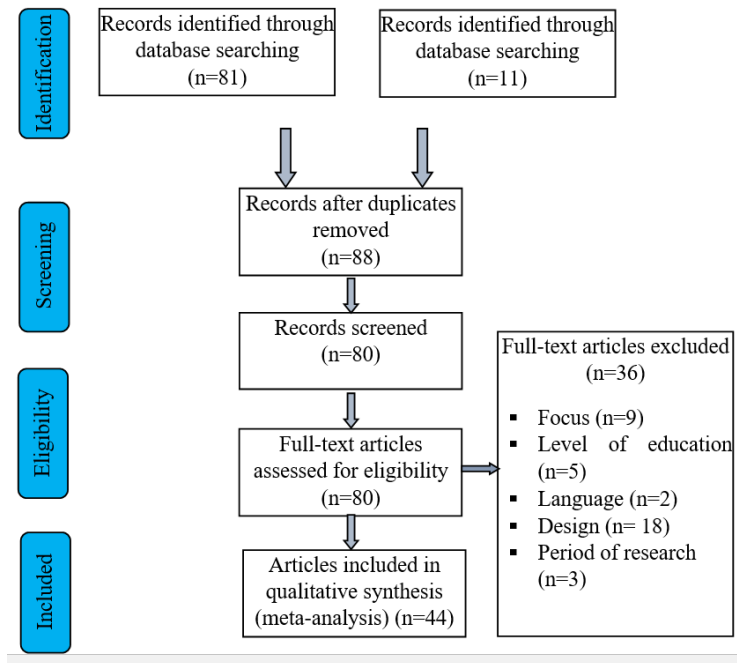 Identification
Records identified through
database searching
(n=81)
Records identified through
database searching
(n=11)
Screening
Records after duplicates
removed
(n=88)
Records screened
(n=80)
Eligibility
Full-text articles
assessed for eligibility
(n=80)
Full-text articles excluded
(n=36)
▪ Focus (n=9)
▪ Level of education
(n=5)
▪ Language (n=2)
▪ Design (n= 18)
▪ Period of research
(n=3)
Included
Articles included in
qualitative synthesis
(meta-analysis) (n=44)